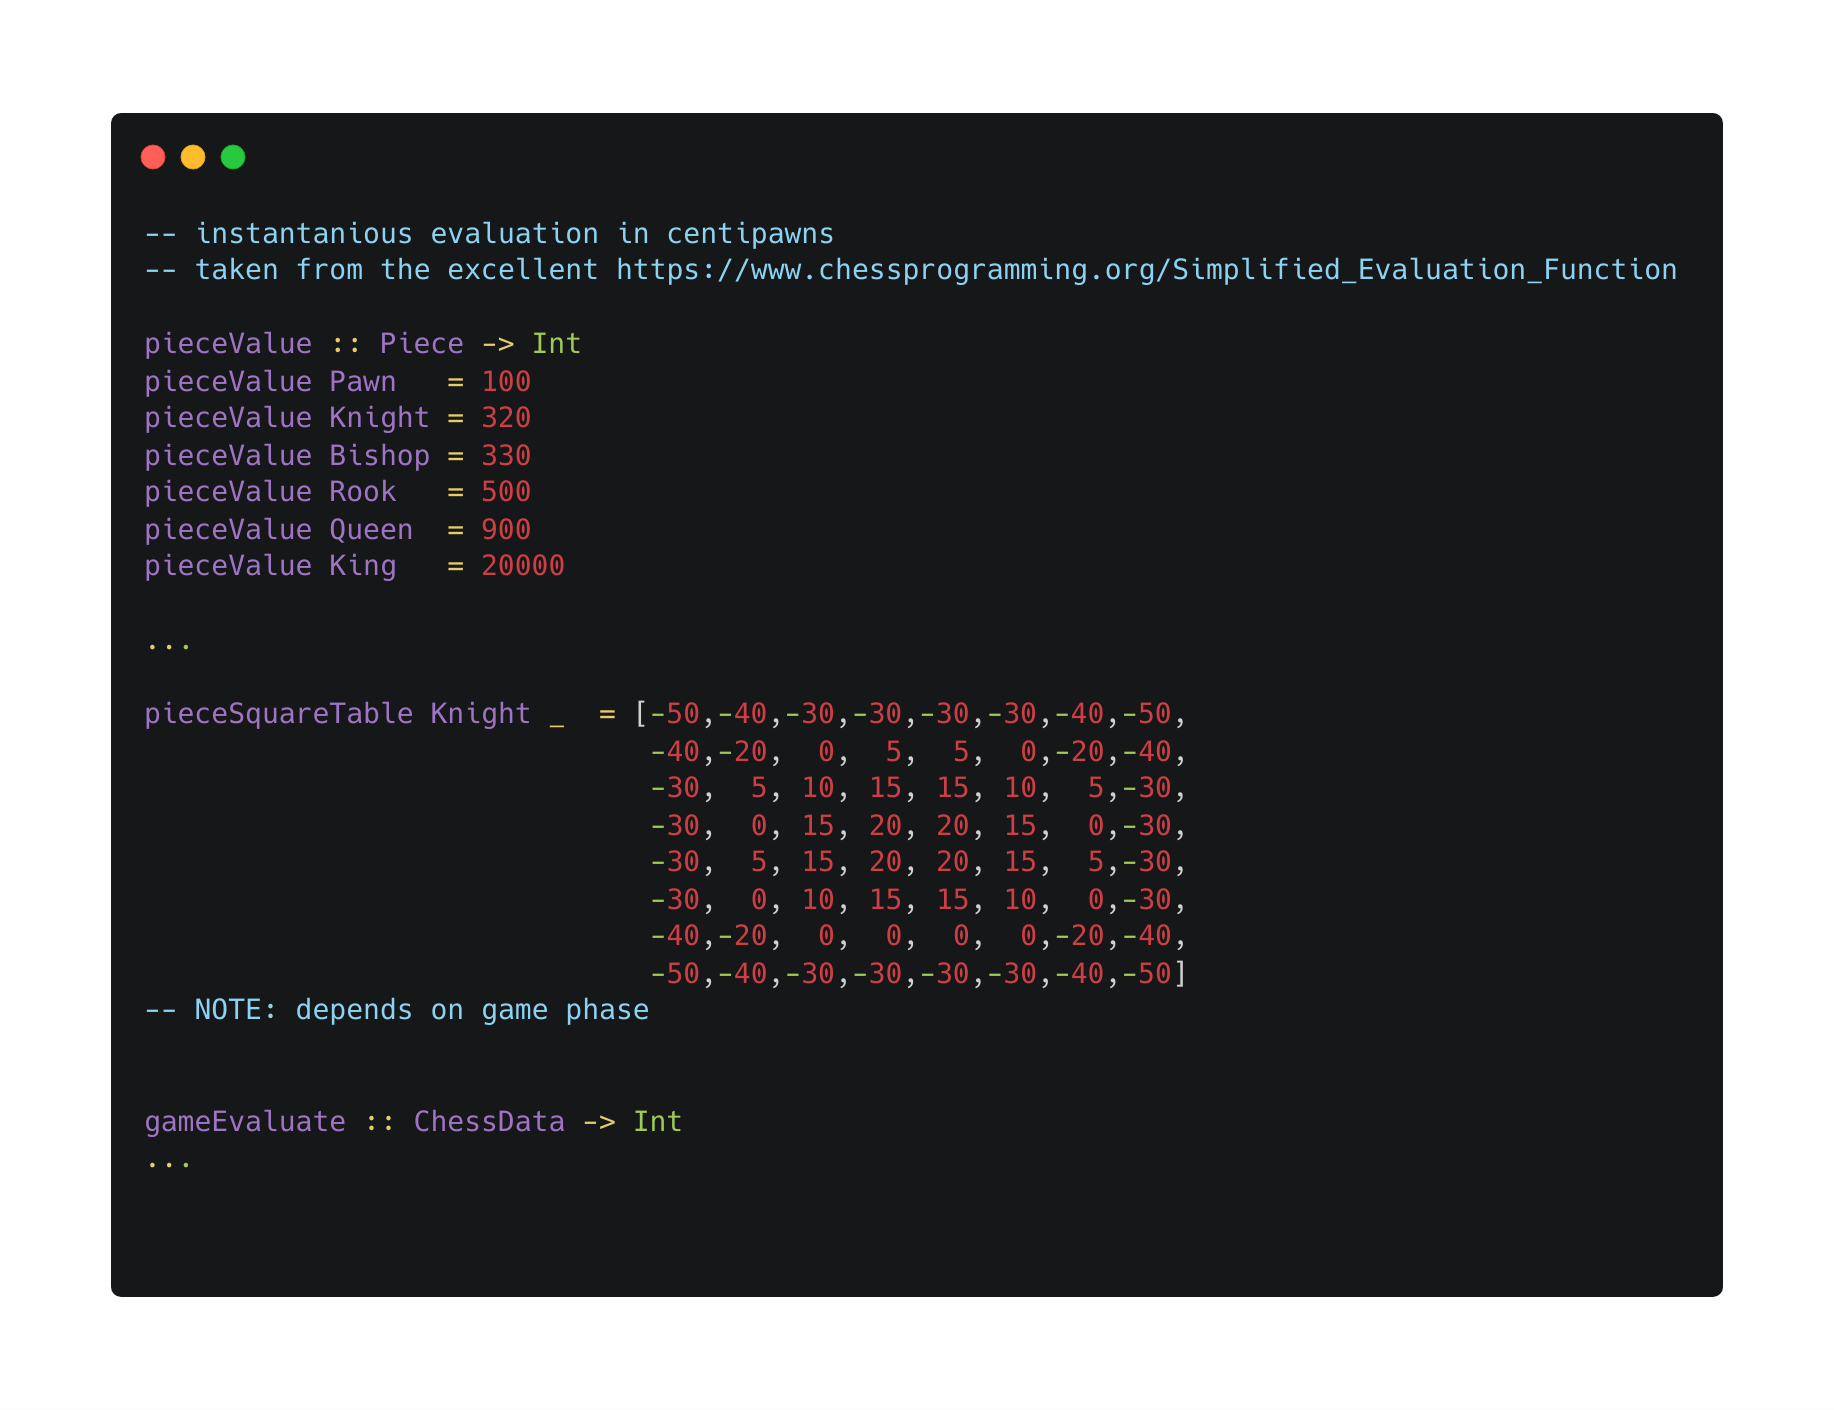 -- instantanious evaluation in centipawns
-- taken from the excellent https://www.chessprogramming.org/Simplified_Evaluation_Function
pieceValue :: Piece -> Int
pieceValue Pawn   = 100
pieceValue Knight = 320
pieceValue Bishop = 330
pieceValue Rook   = 500
pieceValue Queen  = 900
pieceValue King   = 20000
...
pieceSquareTable Knight _  = [-50,-40,-30,-30,-30,-30,-40,-50,
                              -40,-20,  0,  5,  5,  0,-20,-40,
                              -30,  5, 10, 15, 15, 10,  5,-30,
                              -30,  0, 15, 20, 20, 15,  0,-30,
                              -30,  5, 15, 20, 20, 15,  5,-30,
                              -30,  0, 10, 15, 15, 10,  0,-30,
                              -40,-20,  0,  0,  0,  0,-20,-40,
                              -50,-40,-30,-30,-30,-30,-40,-50]
-- NOTE: depends on game phase
gameEvaluate :: ChessData -> Int
...